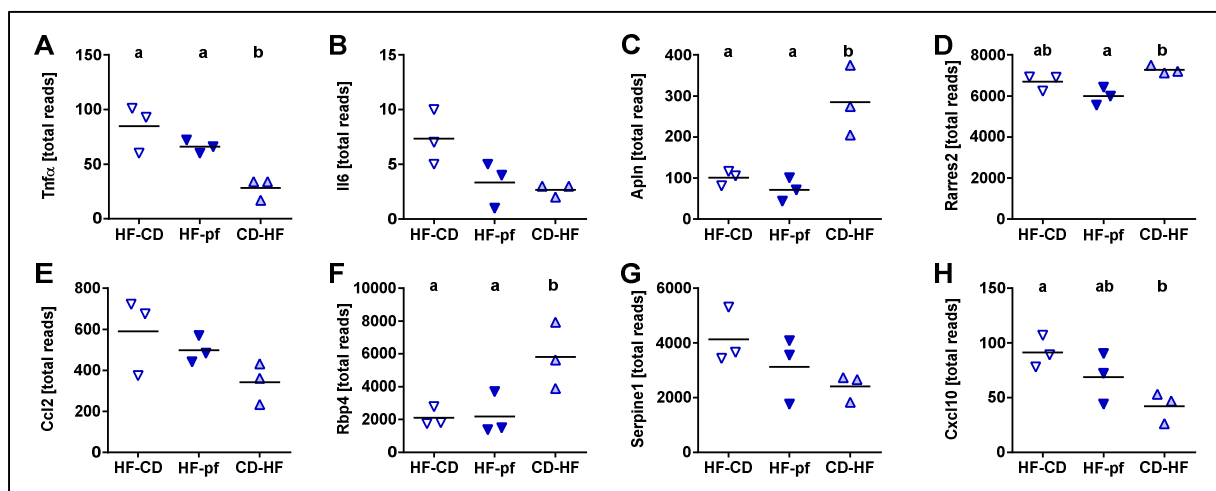 A
Tnfα [total reads]
150
100
50
0
a a b
HF-CD HF-pf CD-HF
B
Il6 [total reads]
15
10
5
0
HF-CD HF-pf CD-HF
C
Apln [total reads]
400
300
200
100
0
a a b
HF-CD HF-pf CD-HF
D
Rarres2 [total reads]
8000
6000
4000
2000
0
ab a b
HF-CD HF-pf CD-HF
E
Ccl2 [total reads]
800
600
400
200
0
HF-CD HF-pf CD-HF
F
Rbp4 [total reads]
10000
8000
6000
4000
2000
0
a a b
HF-CD HF-pf CD-HF
G
Serpine1 [total reads]
6000
4000
2000
0
HF-CD HF-pf CD-HF
H
Cxcl10 [total reads]
150
100
50
0
a ab b
HF-CD HF-pf CD-HF